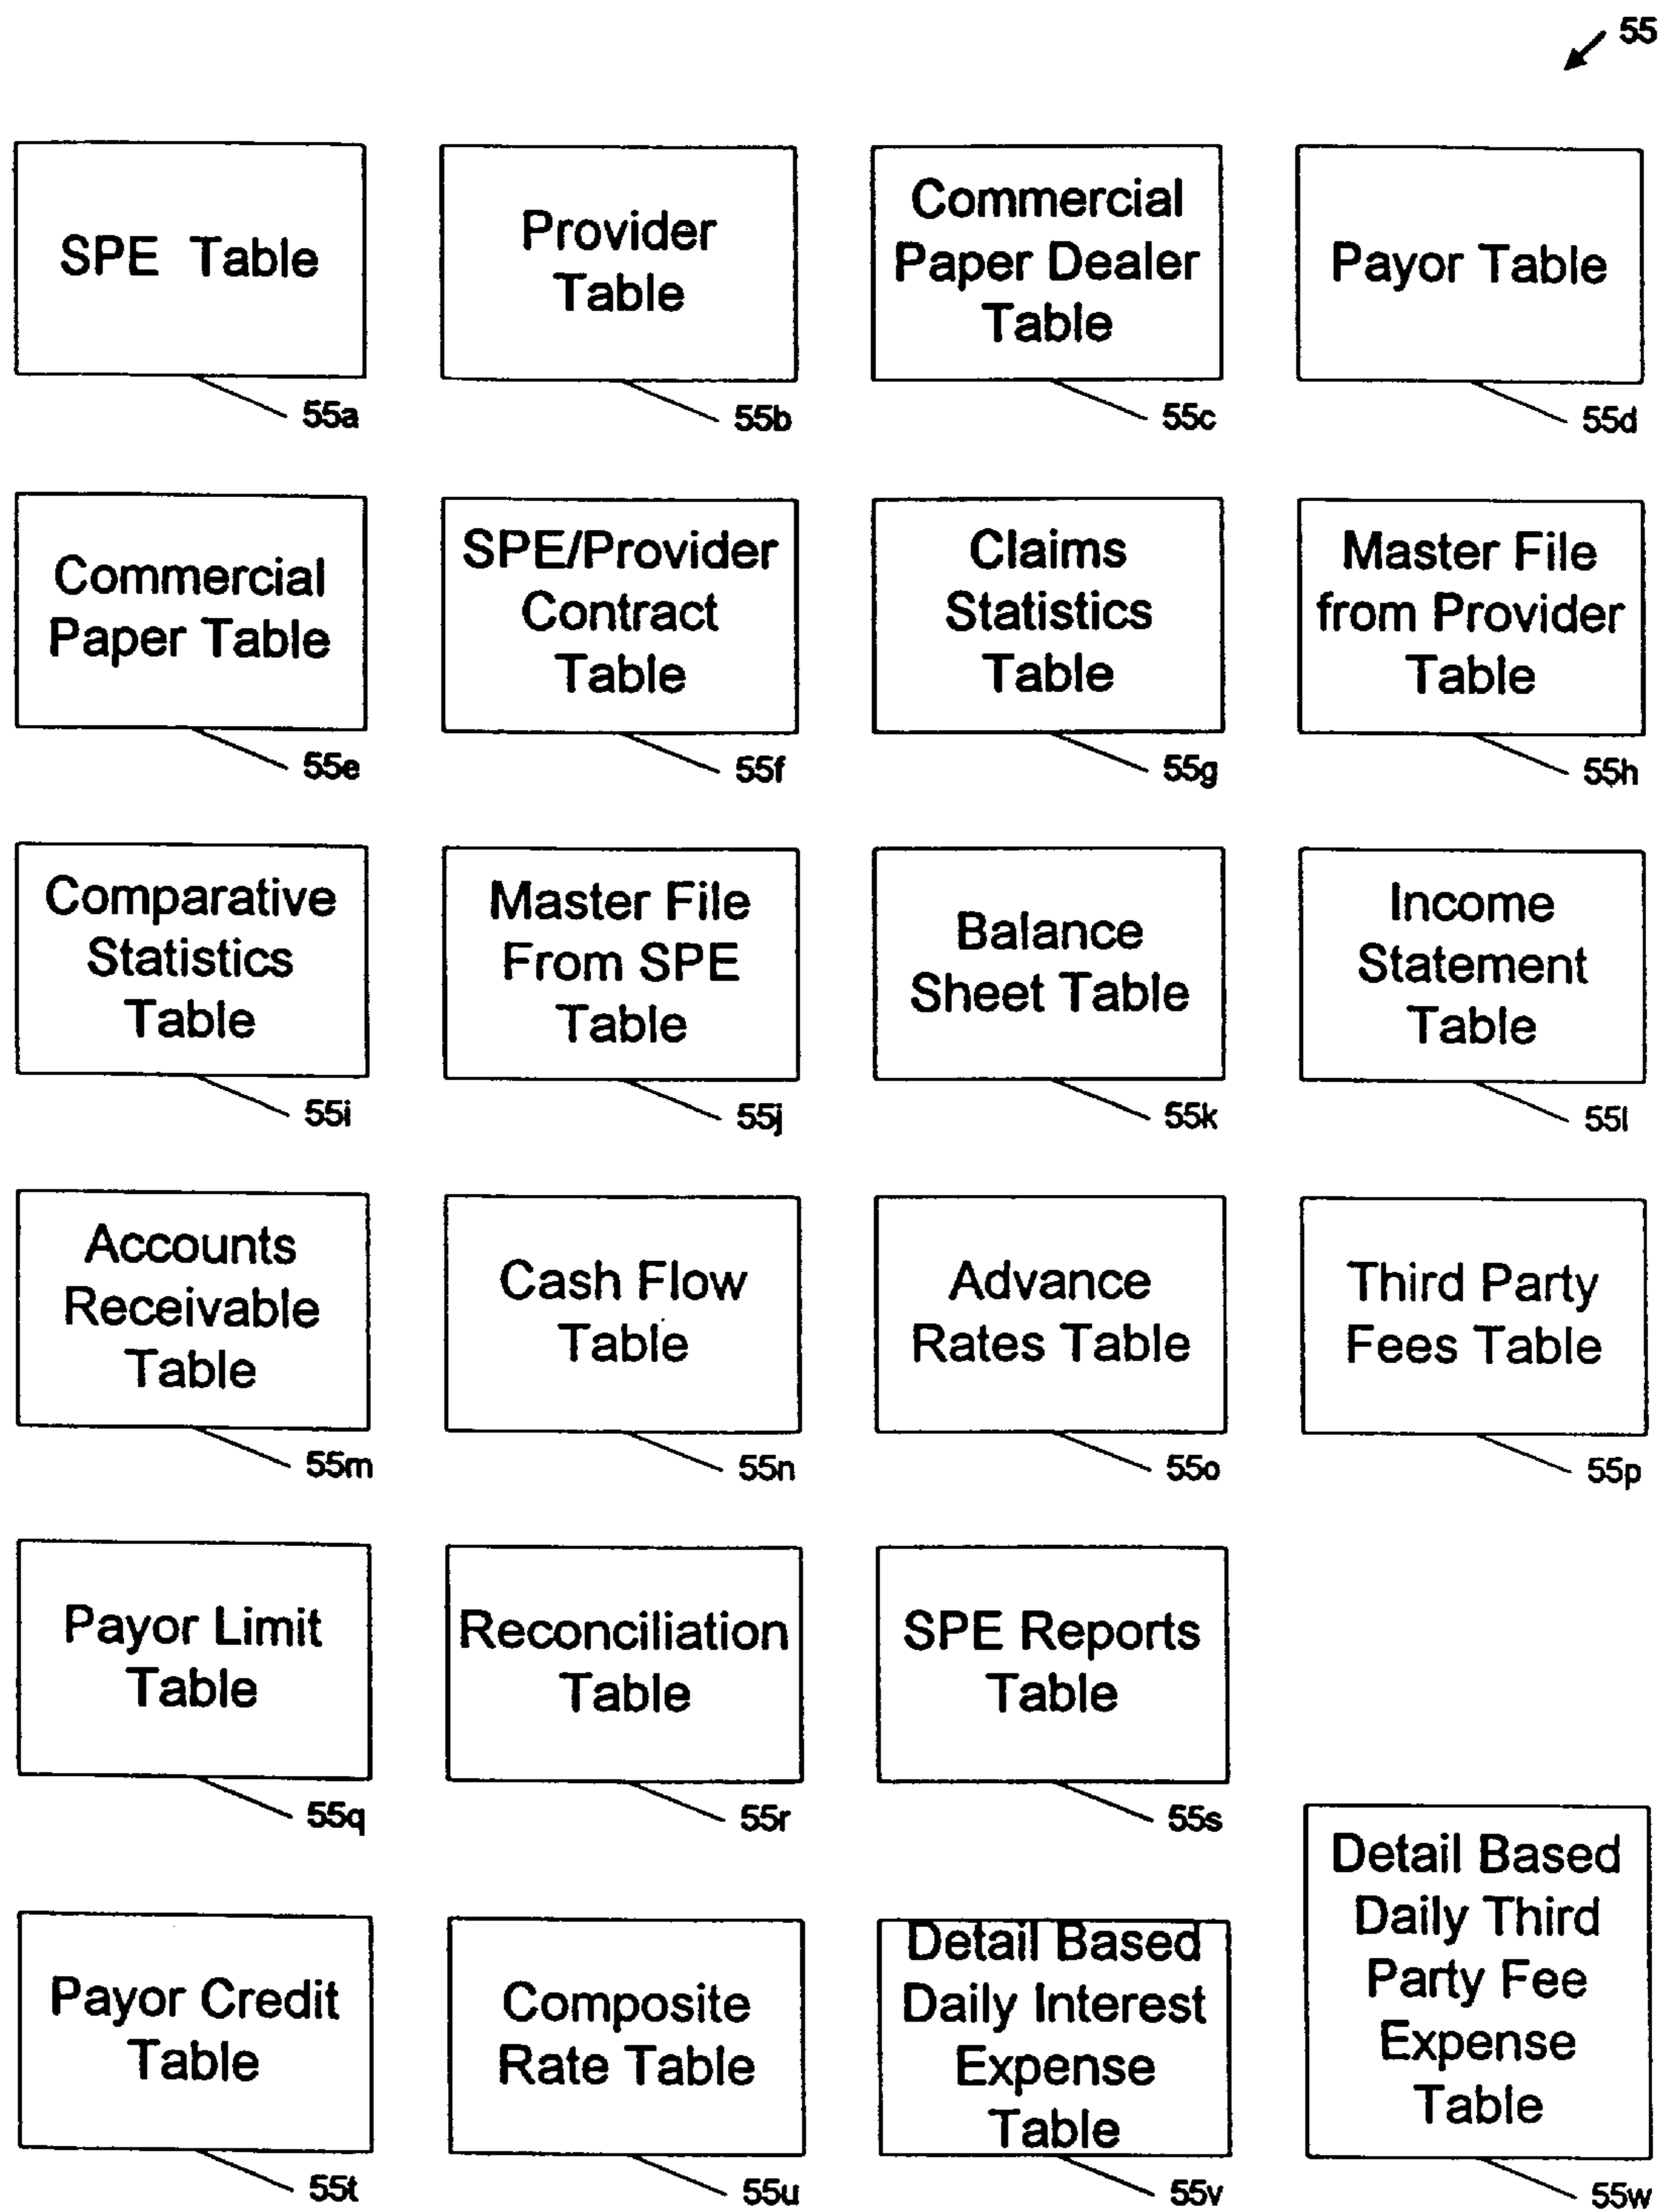 55
SPE Table
55a
Provider
Table
55b
Commercial
Paper Dealer
Table
55c
Payor Table
55d
Commercial
Paper Table
55e
SPE/Provider
Contract
Table
55f
Claims
Statistics
Table
55g
Master File
from Provider
Table
55h
Comparative
Statistics
Table
55i
Master File
From SPE
Table
55j
Balance
Sheet Table
55k
Income
Statement
Table
55l
Accounts
Receivable
Table
55m
Cash Flow
Table
55n
Advance
Rates Table
55o
Third Party
Fees Table
55p
Payor Limit
Table
55q
Reconciliation
Table
55r
SPE Reports
Table
55s
Payor Credit
Table
55t
Composite
Rate Table
55u
Detail Based
Daily Interest
Expense
Table
55v
Detail Based
Daily Third
Party Fee
Expense
Table
55w